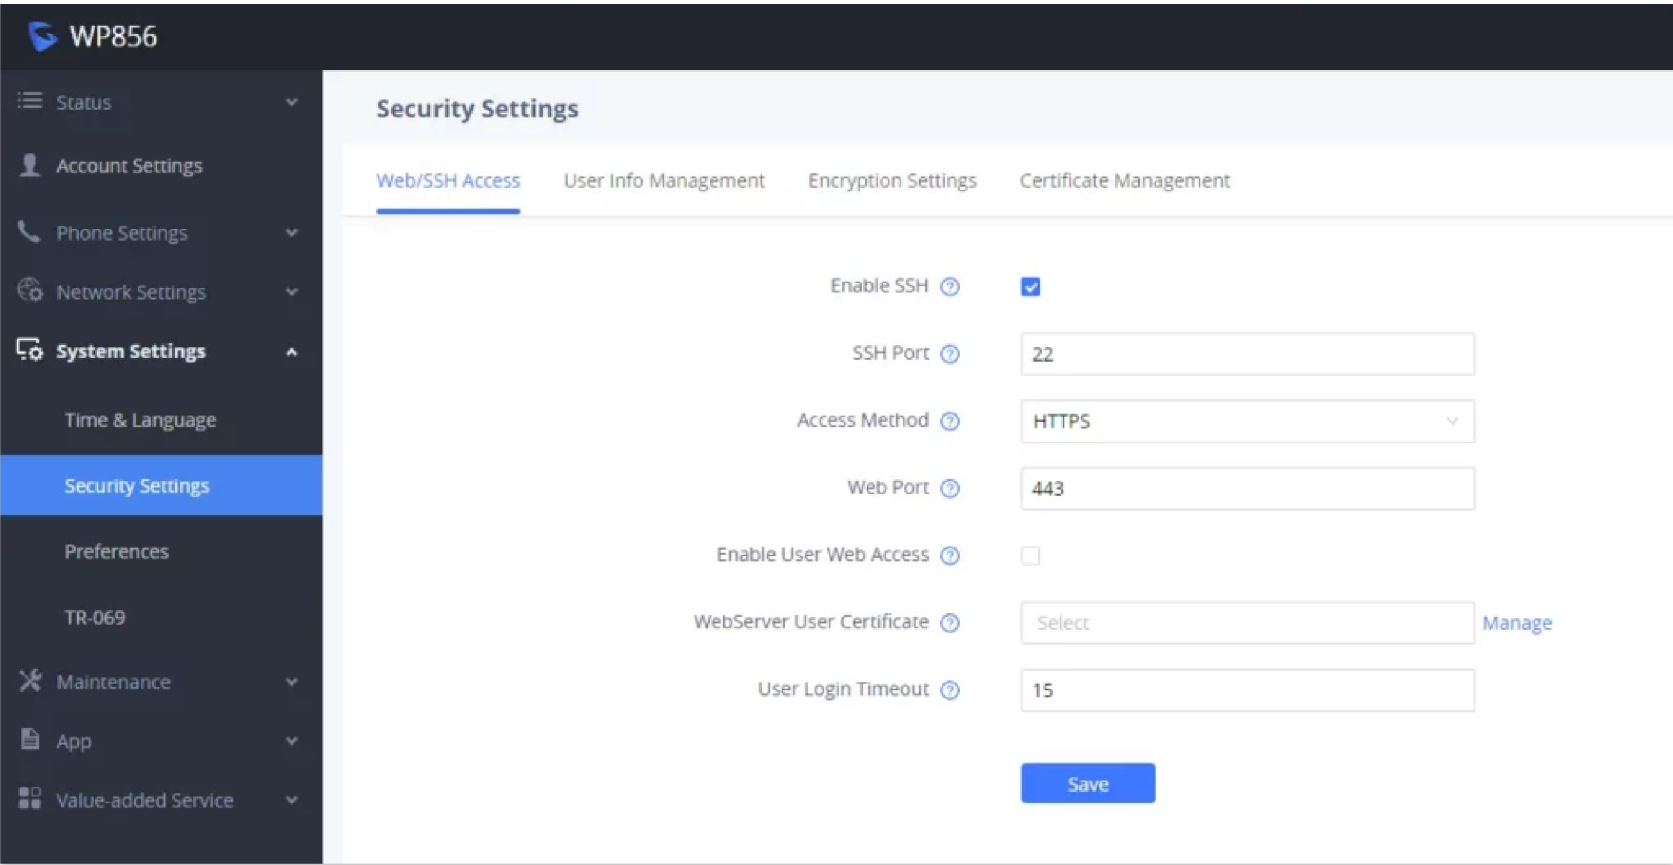 WP856
Status
Account Settings
Phone Settings
Network Settings
System Settings
Time & Language
Security Settings
Preferences
TR-069
Maintenance
App
Value-added Service
Security Settings
Web/SSH Access User Info Management Encryption Settings Certificate Management
Enable SSH ?
SSH Port ? 22
Access Method ? HTTPS
Web Port ? 443
Enable User Web Access ?
WebServer User Certificate ? Select Manage
User Login Timeout ? 15
Save